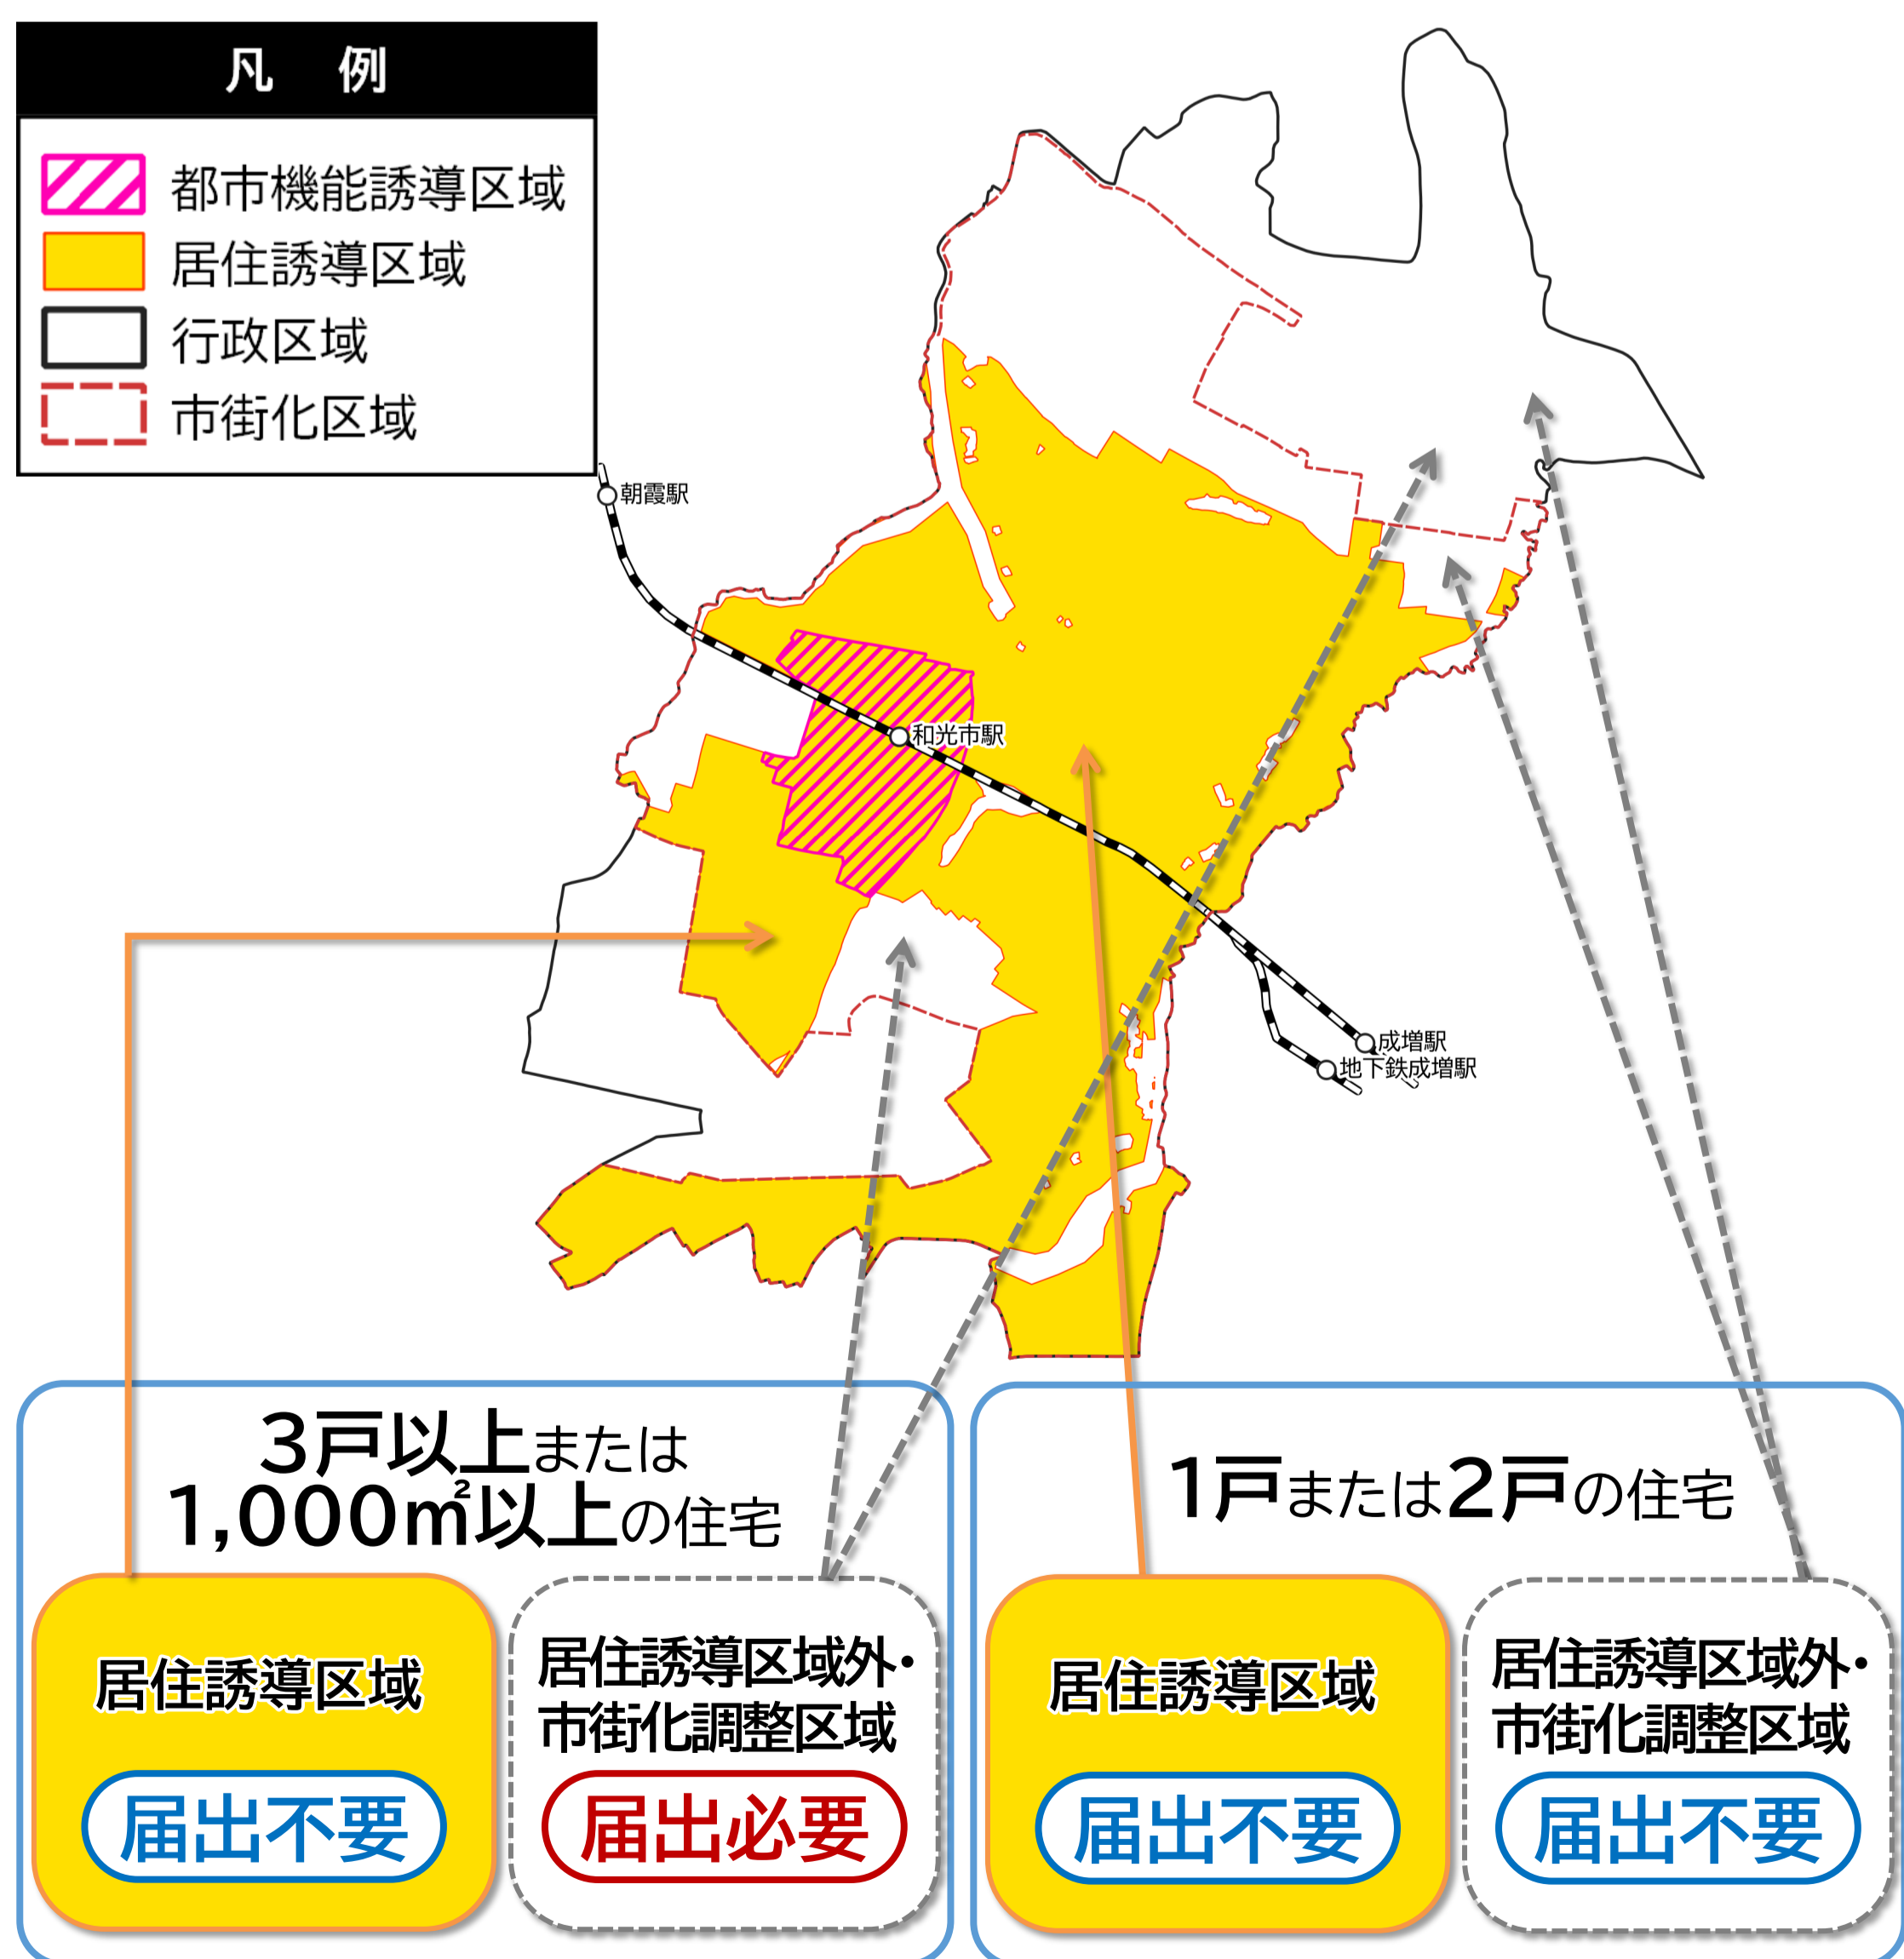 凡 例
都市機能誘導区域
居住誘導区域
行政区域
市街化区域
朝霞駅
和光市駅
成増駅
地下鉄成増駅
3戸以上または
1,000㎡以上の住宅
居住誘導区域
届出不要
居住誘導区域外・
市街化調整区域
届出必要
1戸または2戸の住宅
居住誘導区域
届出不要
居住誘導区域外・
市街化調整区域
届出不要